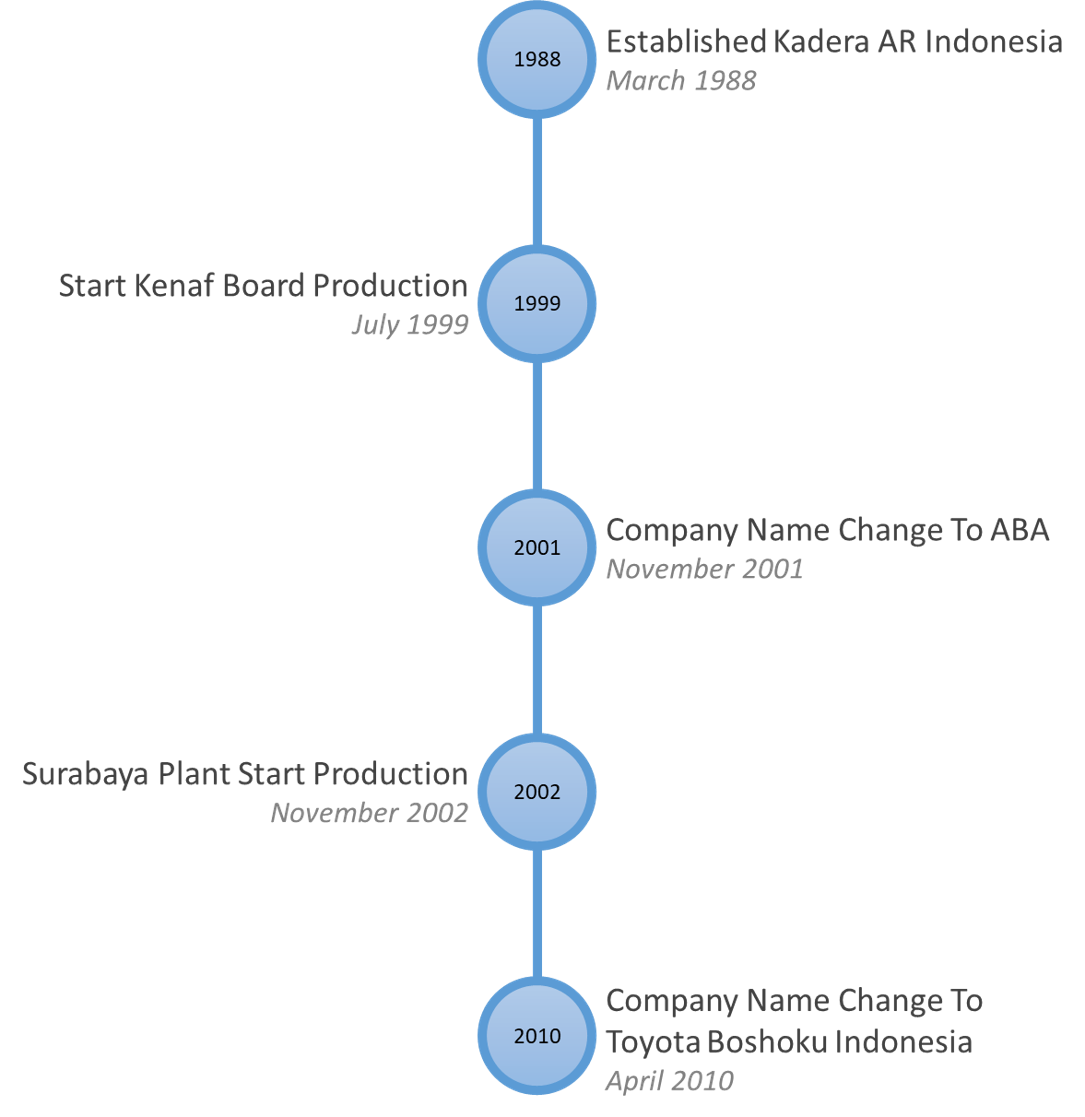 1988
Established Kadera AR Indonesia
March 1988
Start Kenaf Board Production
July 1999
1999
2001
Company Name Change To ABA
November 2001
Surabaya Plant Start Production
November 2002
2002
2010
Company Name Change To
Toyota Boshoku Indonesia
April 2010